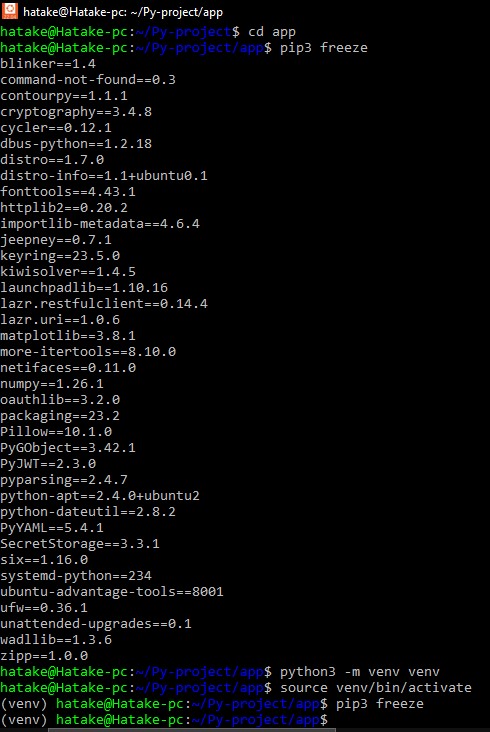 hatake@Hatake-pc: ~/Py-project/app
hatake@Hatake-pc:~/Py-project$ cd app
hatake@Hatake-pc:~/Py-project/app$ pip3 freeze
blinker==1.4
command-not-found==0.3
contourpy==1.1.1
cryptography==3.4.8
cycler==0.12.1
dbus-python==1.2.18
distro==1.7.0
distro-info==1.1+ubuntu0.1
fonttools==4.43.1
httplib2==0.20.2
importlib-metadata==4.6.4
jeepney==0.7.1
keyring==23.5.0
kiwisolver==1.4.5
launchpadlib==1.10.16
lazr.restfulclient==0.14.4
lazr.uri==1.0.6
matplotlib==3.8.1
more-itertools==8.10.0
netifaces==0.11.0
numpy==1.26.1
oauthlib==3.2.0
packaging==23.2
Pillow==10.1.0
PyGObject==3.42.1
PyJWT==2.3.0
pyparsing==2.4.7
python-apt==2.4.0+ubuntu2
python-dateutil==2.8.2
PyYAML==5.4.1
SecretStorage==3.3.1
six==1.16.0
systemd-python==234
ubuntu-advantage-tools==8001
ufw==0.36.1
unattended-upgrades==0.1
wadllib==1.3.6
zipp==1.0.0
hatake@Hatake-pc:~/Py-project/app$ python3 -m venv venv
hatake@Hatake-pc:~/Py-project/app$ source venv/bin/activate
(venv) hatake@Hatake-pc:~/Py-project/app$ pip3 freeze
(venv) hatake@Hatake-pc:~/Py-project/app$